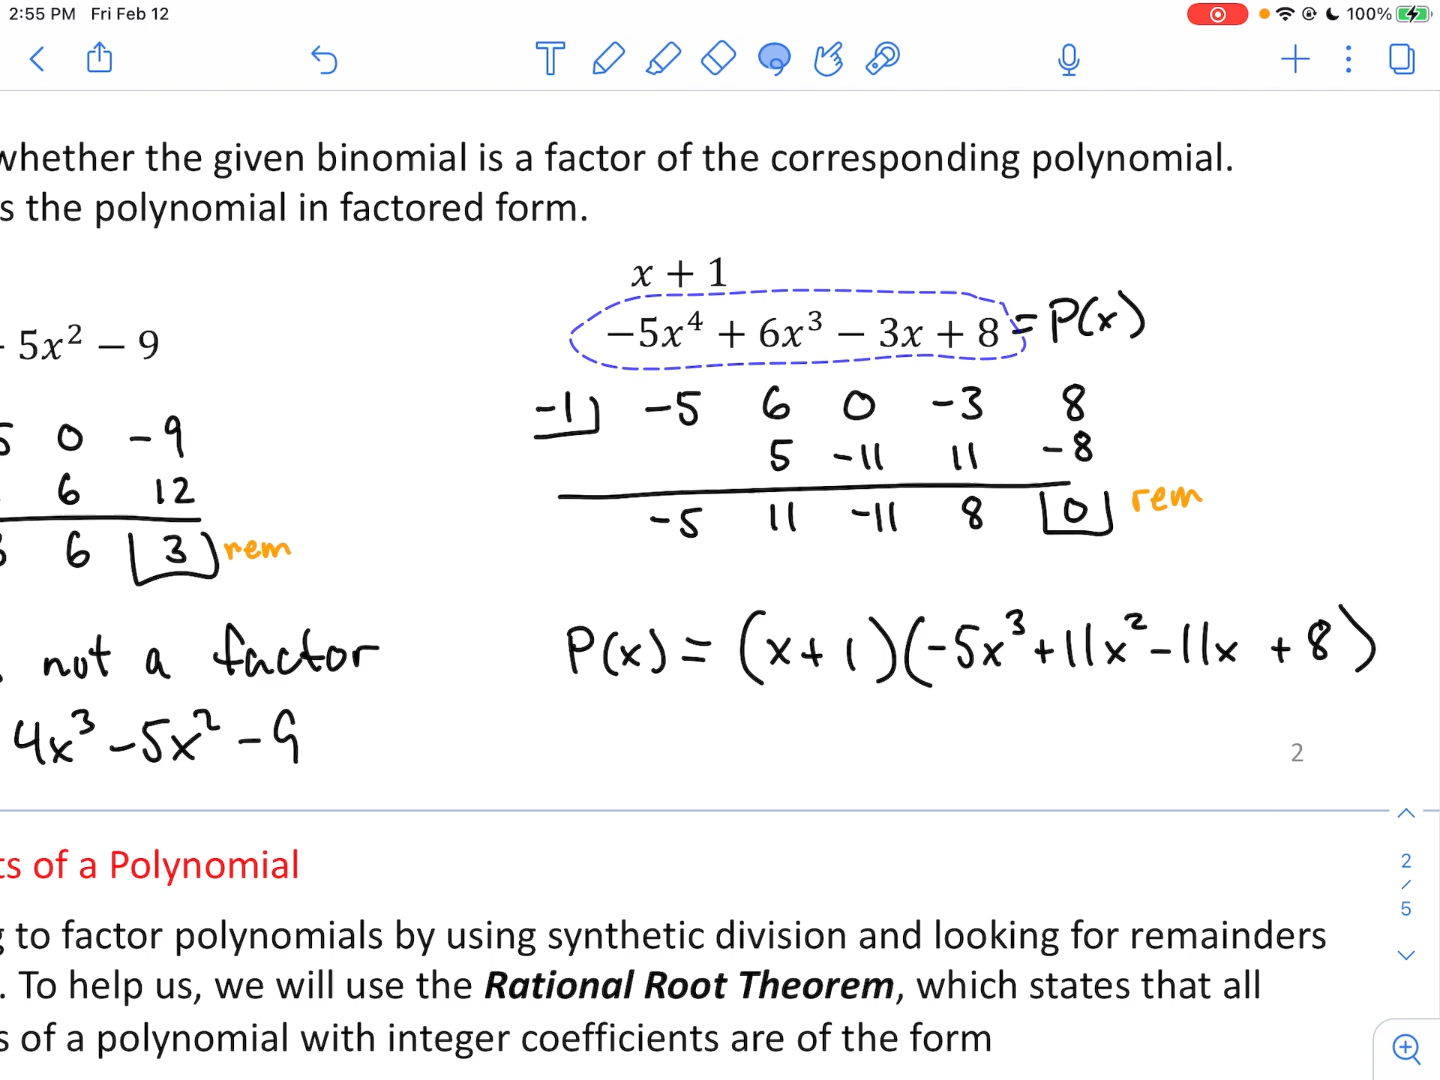 2:55 PM Fri Feb 12
100%
whether the given binomial is a factor of the corresponding polynomial.
s the polynomial in factored form.
x + 1
5x² − 9
−5x⁴ + 6x³ − 3x + 8 = P(x)
-1 -5 6 0 -3 8
5 -11 11 -8
-5 11 -11 8 0 rem
5 0 -9
6 12
6 3 rem
not a factor
4x³ -5x² -9
P(x) = (x+1)(-5x³+11x²-11x +8)
2
ts of a Polynomial
2
/
5
g to factor polynomials by using synthetic division and looking for remainders
. To help us, we will use the Rational Root Theorem, which states that all
s of a polynomial with integer coefficients are of the form